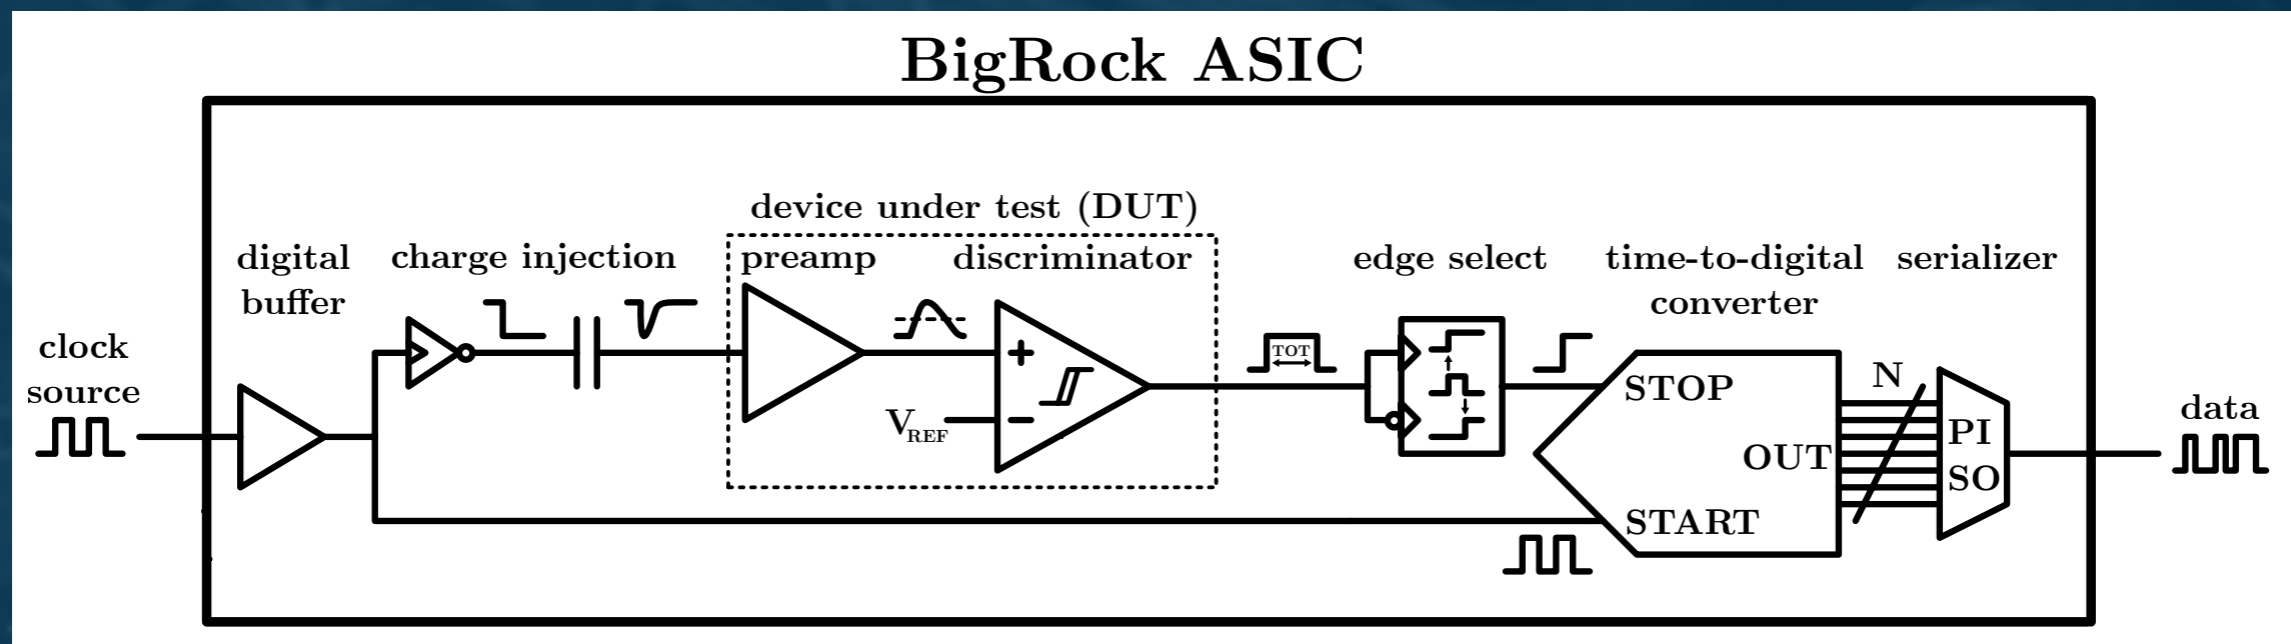 BigRock ASIC
device under test (DUT)
digital
buffer
charge injection
preamp
discriminator
edge select
time-to-digital
converter
serializer
clock
source
TOT
+
VREF
−
STOP
OUT
START
N
PI
SO
data